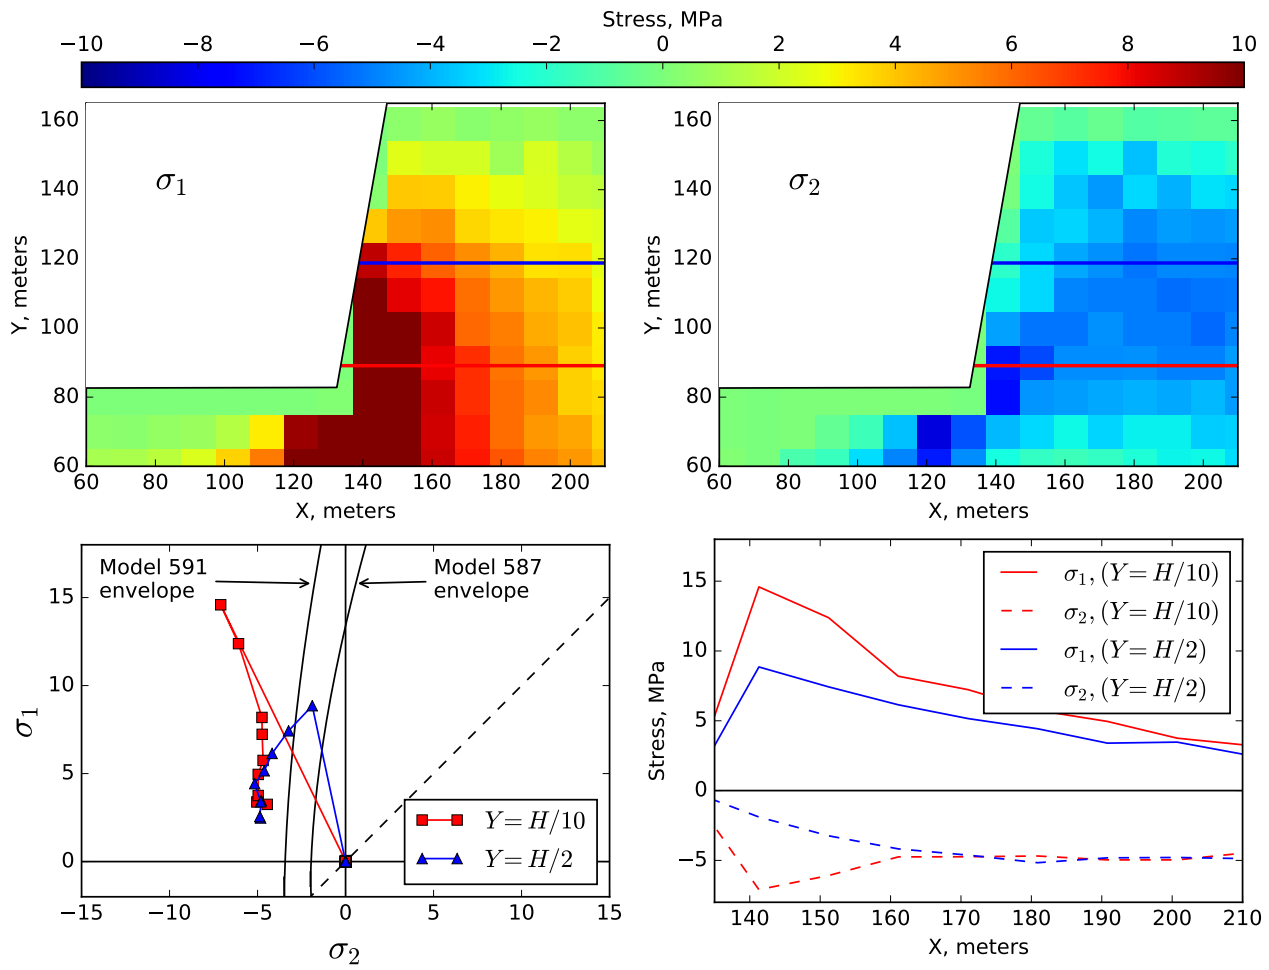 Stress, MPa
−10 −8 −6 −4 −2 0 2 4 6 8 10
160
140
120
100
80
60
Y, meters
σ1
60 80 100 120 140 160 180 200
X, meters
160
140
120
100
80
60
Y, meters
σ2
60 80 100 120 140 160 180 200
X, meters
15
10
5
0
σ1
Model 591
envelope
Model 587
envelope
Y=H/10
Y=H/2
−15 −10 −5 0 5 10 15
σ2
15
10
5
0
−5
Stress, MPa
σ1, (Y=H/10)
σ2, (Y=H/10)
σ1, (Y=H/2)
σ2, (Y=H/2)
140 150 160 170 180 190 200 210
X, meters